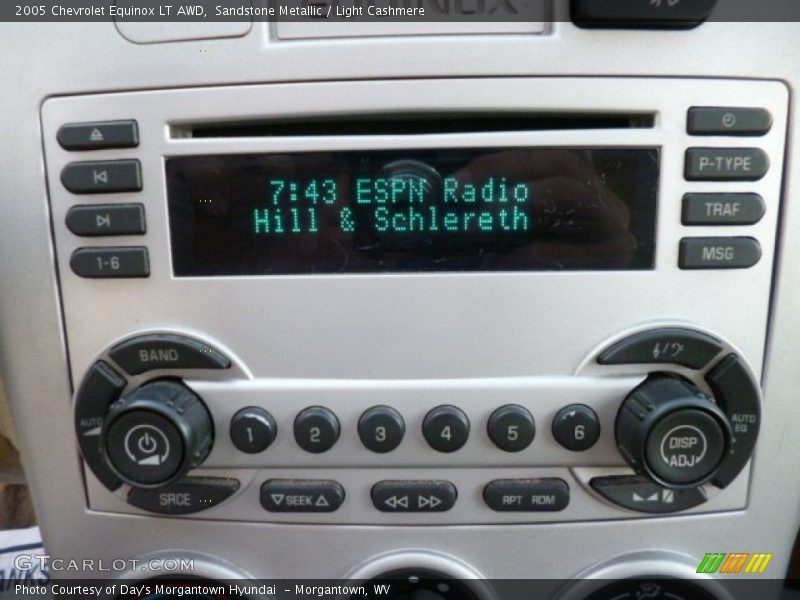 2005 Chevrolet Equinox LT AWD, Sandstone Metallic / Light Cashmere
7:43 ESPN Radio
Hill & Schlereth
P-TYPE
TRAF
MSG
1-6
BAND
AUTO
AUTO
EQ
1
2
3
4
5
6
DISP
ADJ
SRCE
SEEK
RPT RDM
GTCARLOT.COM
Photo Courtesy of Day's Morgantown Hyundai - Morgantown, WV